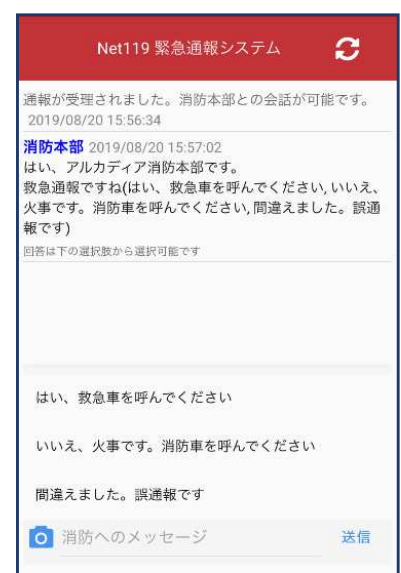 Net119 緊急通報システム
通報が受理されました。消防本部との会話が可能です。
2019/08/20 15:56:34
消防本部 2019/08/20 15:57:02
はい、アルカディア消防本部です。
救急通報ですね(はい、救急車を呼んでください,いいえ、
火事です。消防車を呼んでください,間違えました。誤通
報です)
回答は下の選択肢から選択可能です
はい、救急車を呼んでください
いいえ、火事です。消防車を呼んでください
間違えました。誤通報です
消防へのメッセージ 送信